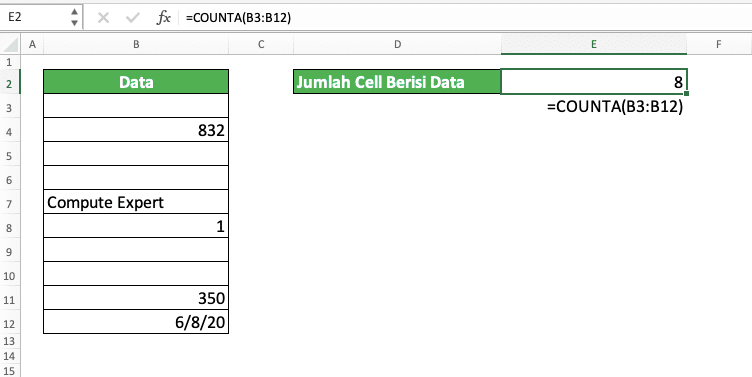 E2 fx =COUNTA(B3:B12)
A B C D E F
1
2 Data Jumlah Cell Berisi Data 8
3 =COUNTA(B3:B12)
4 832
5
6
7 Compute Expert
8 1
9
10
11 350
12 6/8/20
13
14
15